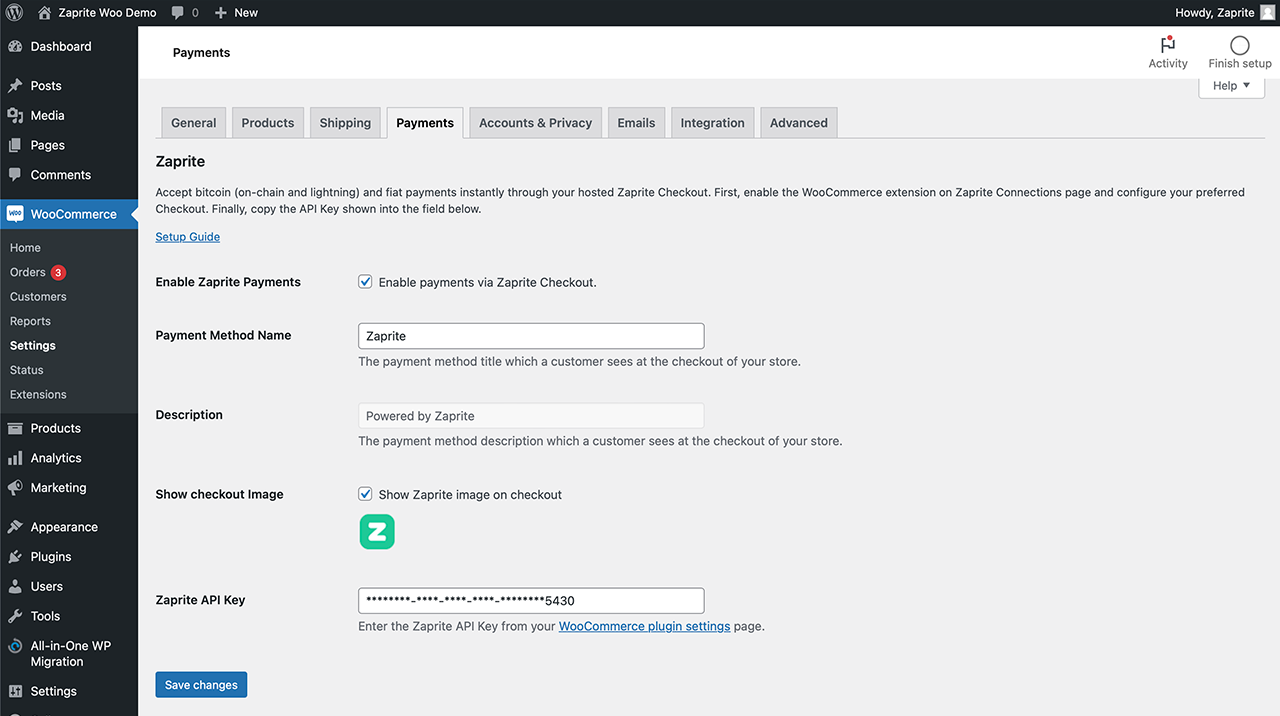 Zaprite Woo Demo
0
New
Howdy, Zaprite
Dashboard
Posts
Media
Pages
Comments
WooCommerce
Home
Orders 3
Customers
Reports
Settings
Status
Extensions
Products
Analytics
Marketing
Appearance
Plugins
Users
Tools
All-in-One WP
Migration
Settings
Payments
Activity
Finish setup
Help
General
Products
Shipping
Payments
Accounts & Privacy
Emails
Integration
Advanced
Zaprite
Accept bitcoin (on-chain and lightning) and fiat payments instantly through your hosted Zaprite Checkout. First, enable the WooCommerce extension on Zaprite Connections page and configure your preferred
Checkout. Finally, copy the API Key shown into the field below.
Setup Guide
Enable Zaprite Payments
Enable payments via Zaprite Checkout.
Payment Method Name
Zaprite
The payment method title which a customer sees at the checkout of your store.
Description
Powered by Zaprite
The payment method description which a customer sees at the checkout of your store.
Show checkout Image
Show Zaprite image on checkout
Z
Zaprite API Key
********-****-****-****-********5430
Enter the Zaprite API Key from your WooCommerce plugin settings page.
Save changes